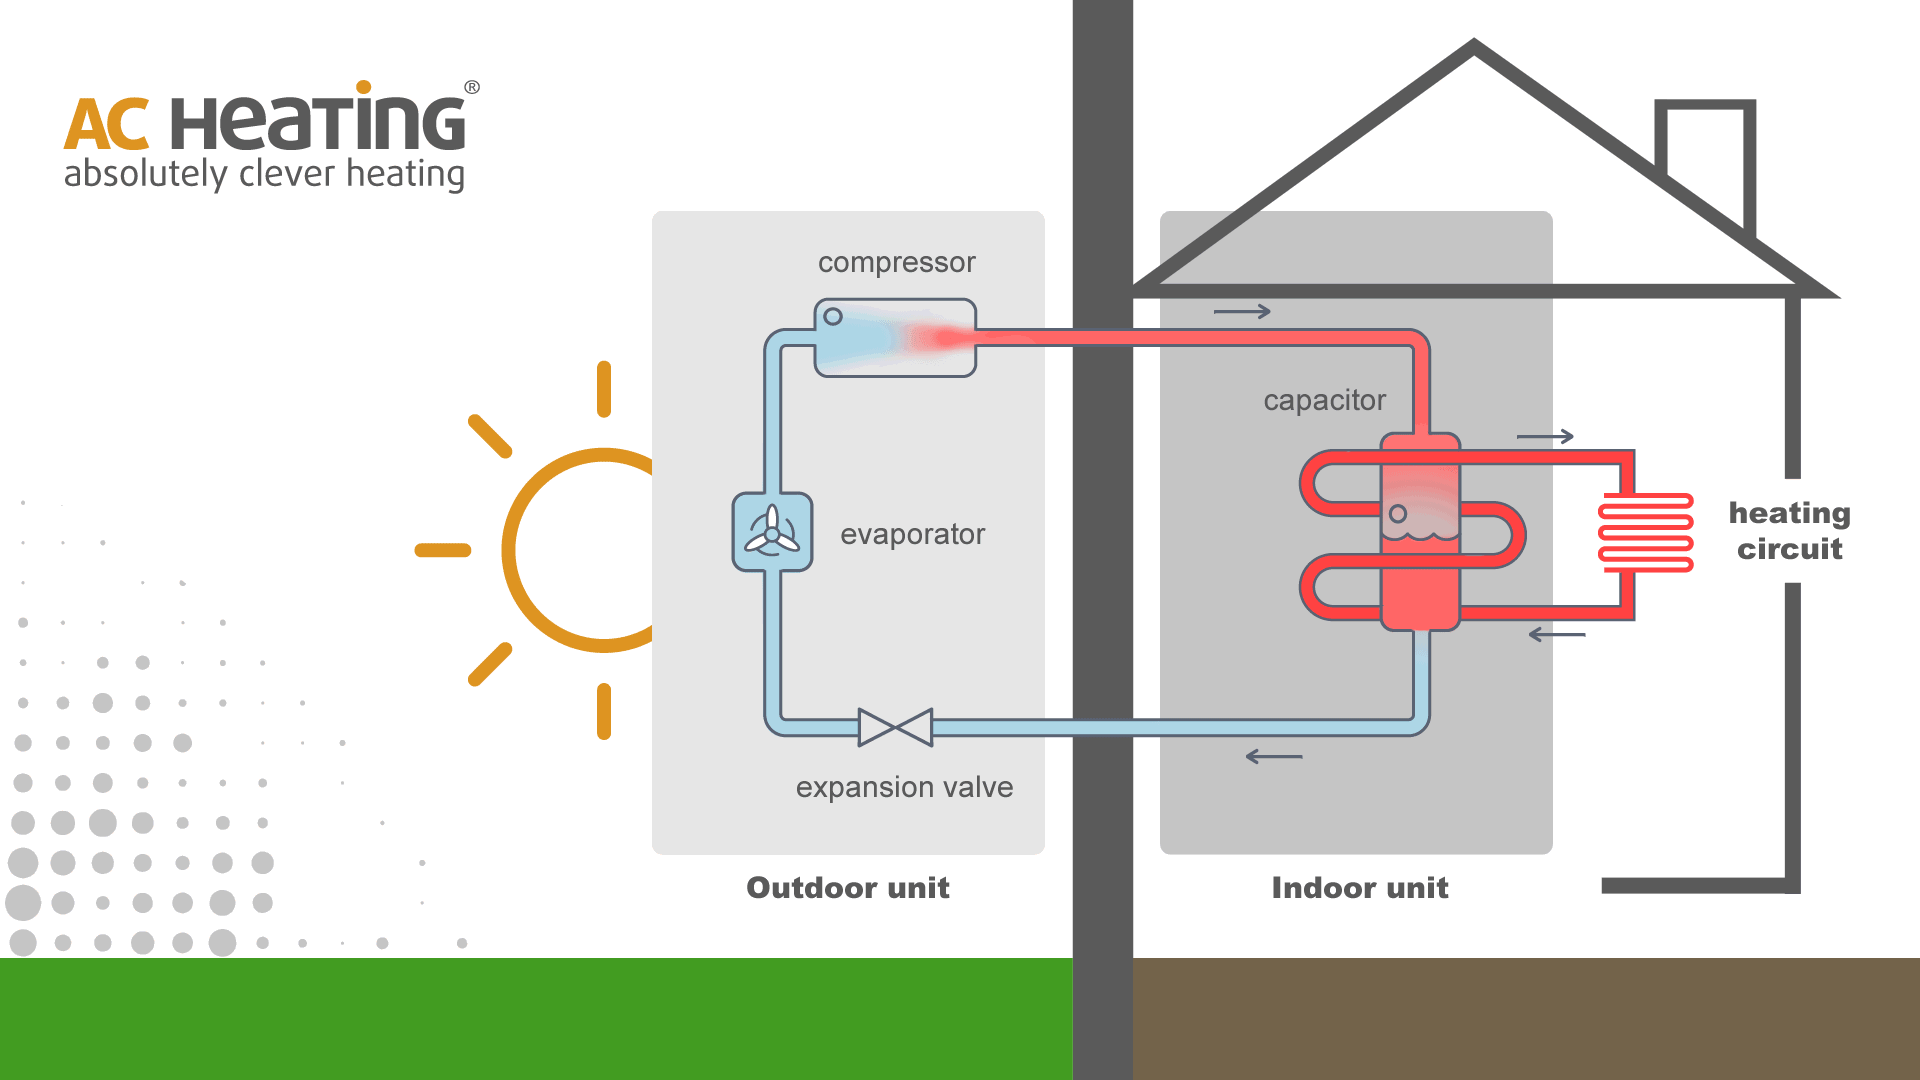 AC Heating®
absolutely clever heating
compressor
capacitor
evaporator
heating
circuit
expansion valve
Outdoor unit
Indoor unit